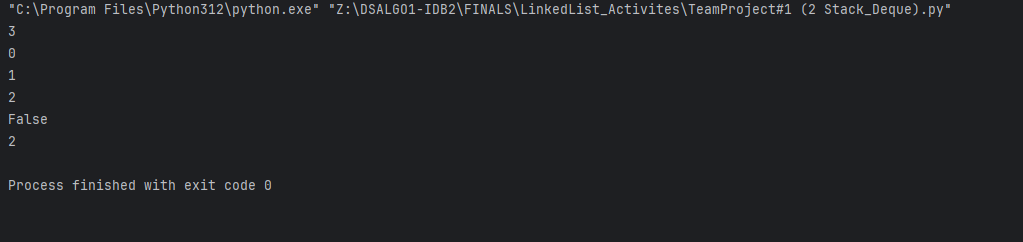 "C:\Program Files\Python312\python.exe" "Z:\DSALGO1-IDB2\FINALS\LinkedList_Activites\TeamProject#1 (2 Stack_Deque).py"
3
0
1
2
False
2
Process finished with exit code 0